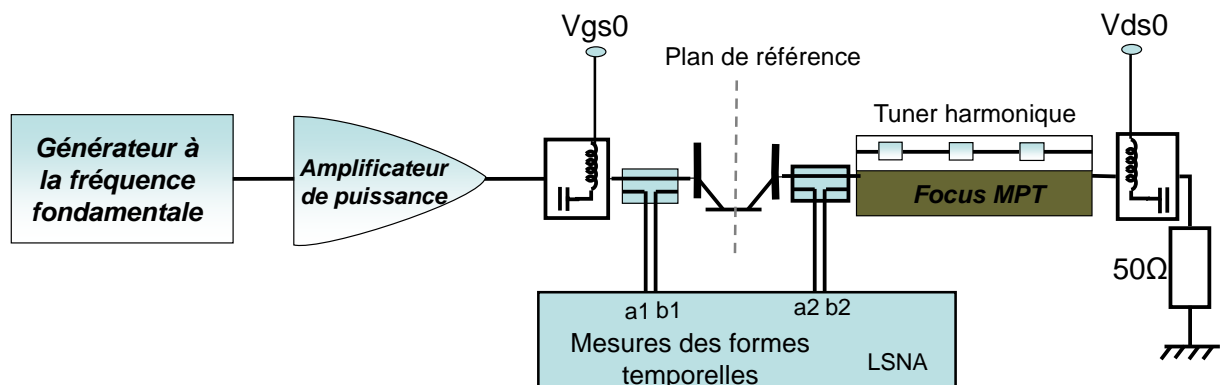 Vgs0
Vds0
Plan de référence
Tuner harmonique
Générateur à
la fréquence
fondamentale
Amplificateur
de puissance
Focus MPT
50Ω
a1 b1
a2 b2
Mesures des formes
temporelles
LSNA